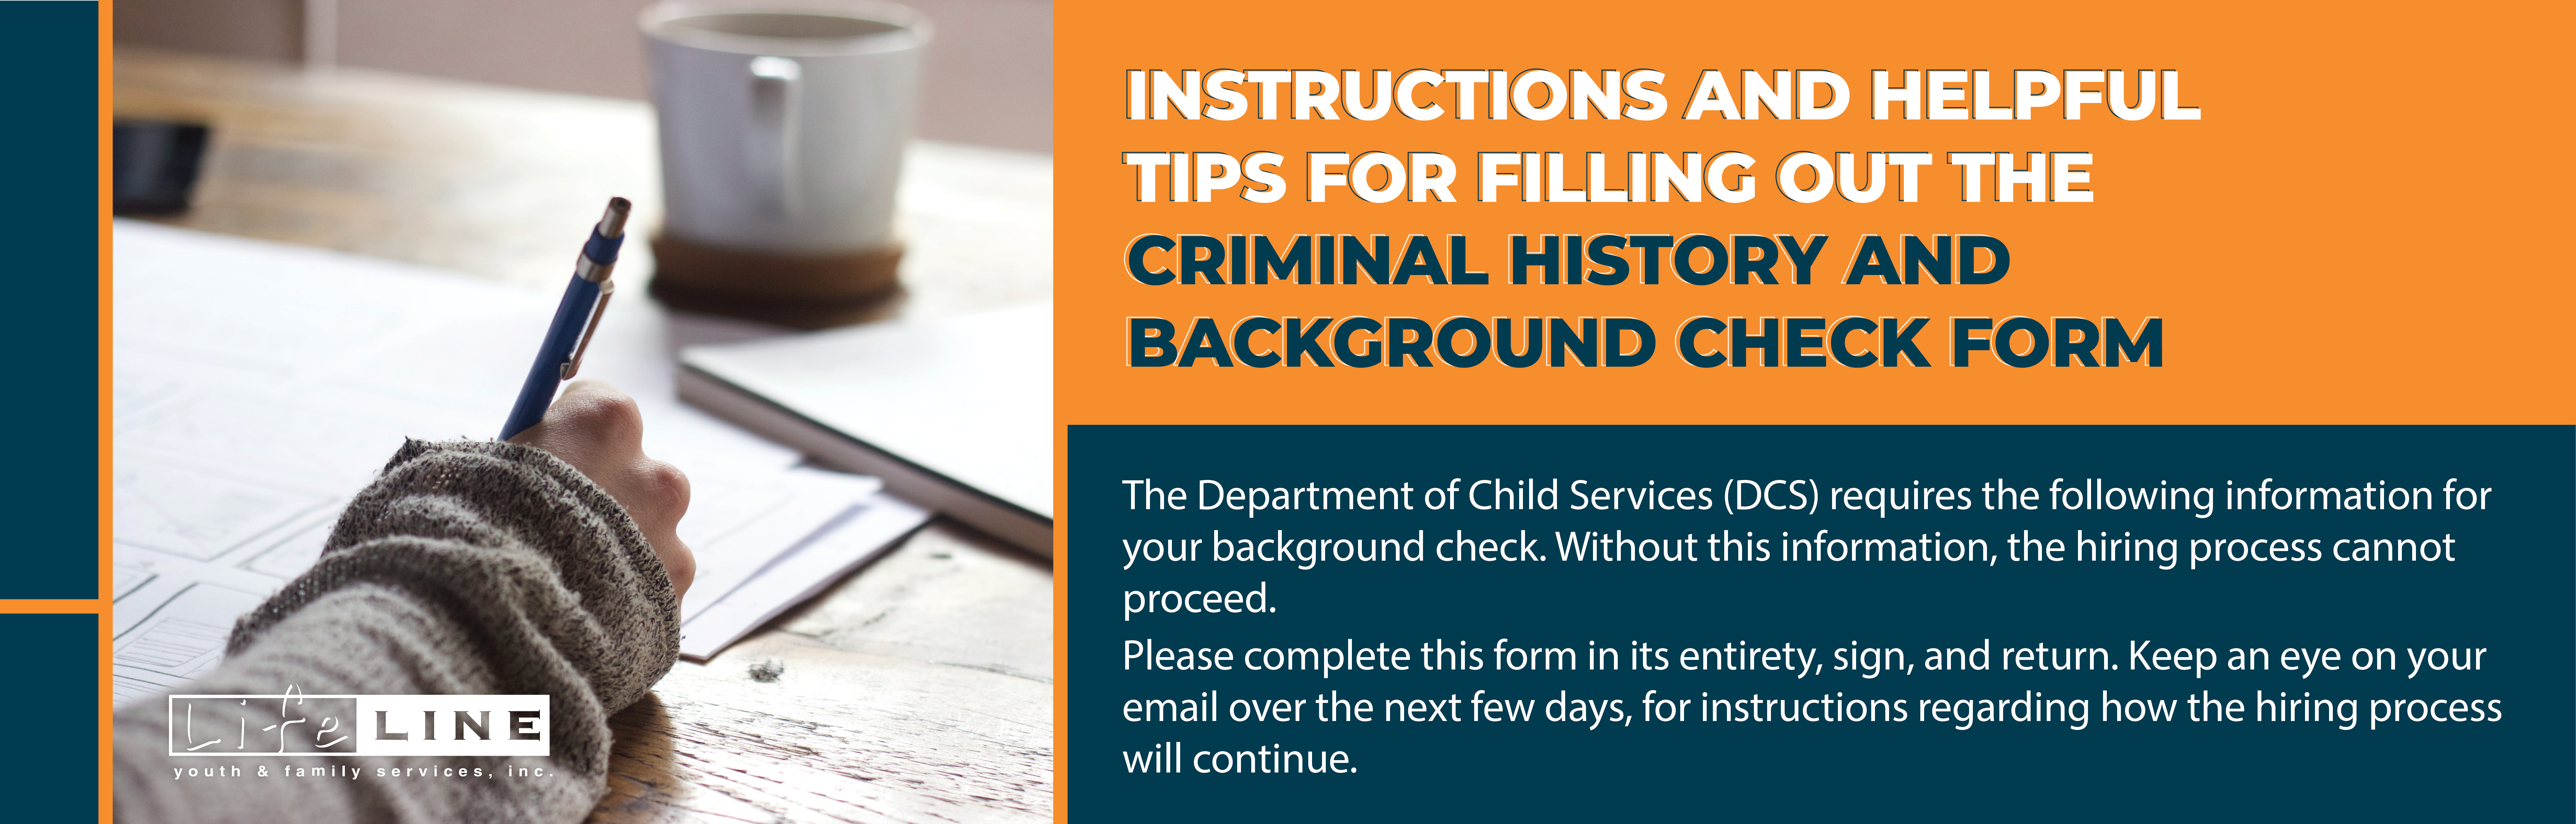 INSTRUCTIONS AND HELPFUL
TIPS FOR FILLING OUT THE
CRIMINAL HISTORY AND
BACKGROUND CHECK FORM
The Department of Child Services (DCS) requires the following information for
your background check. Without this information, the hiring process cannot
proceed.
Please complete this form in its entirety, sign, and return. Keep an eye on your
email over the next few days, for instructions regarding how the hiring process
will continue.
Life LINE
youth & family services, inc.